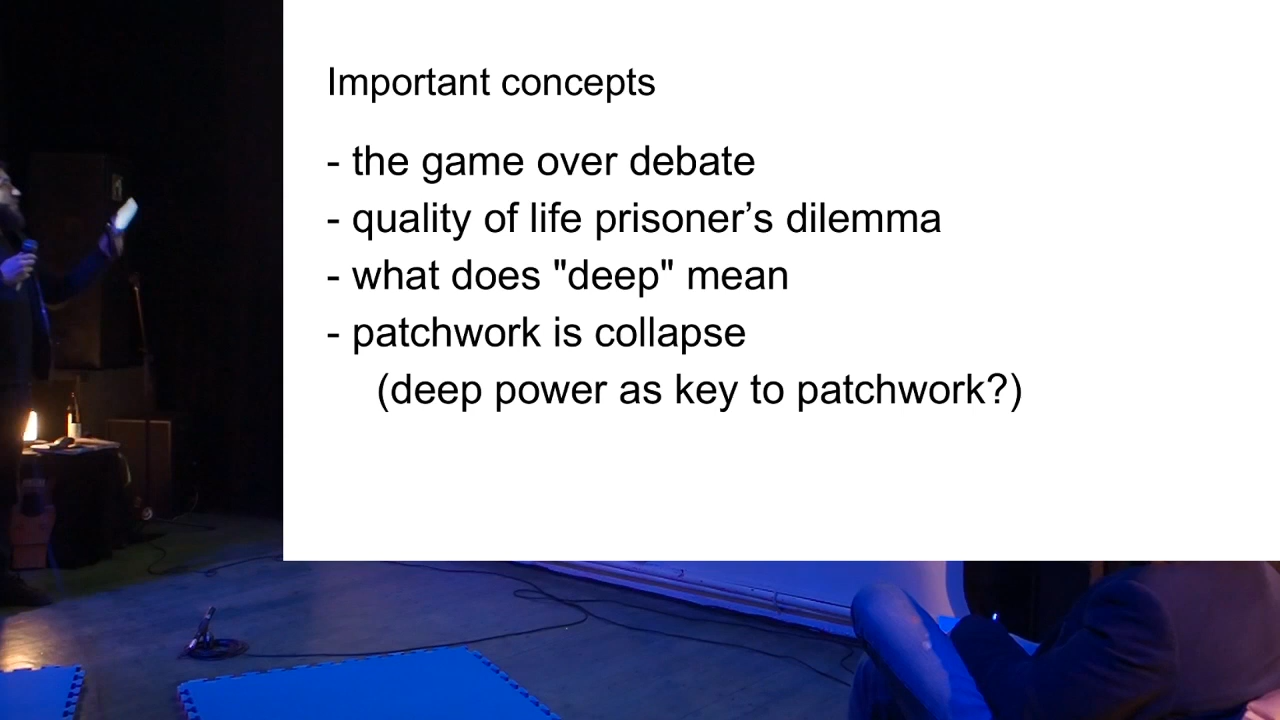 Important concepts
- the game over debate
- quality of life prisoner’s dilemma
- what does "deep" mean
- patchwork is collapse
(deep power as key to patchwork?)